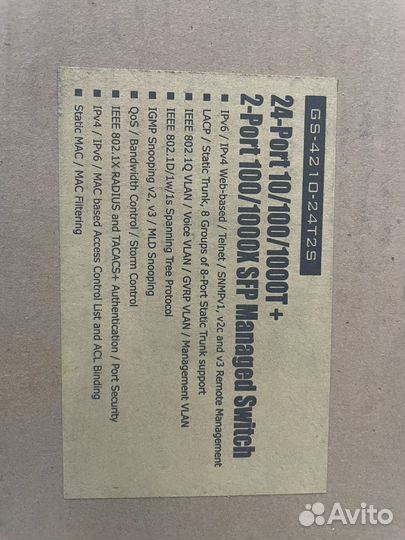 GS-4210-24T2S
24-Port 10/100/1000T +
2-Port 100/1000X SFP Managed Switch
■ IPv6 / IPv4 Web-based / Telnet / SNMPv1, v2c and v3 Remote Management
■ LACP / Static Trunk, 8 Groups of 8-Port Static Trunk support
■ IEEE 802.1Q VLAN / Voice VLAN / GVRP VLAN / Management VLAN
■ IEEE 802.1D/1w/1s Spanning Tree Protocol
■ IGMP Snooping v2, v3 / MLD Snooping
■ QoS / Bandwidth Control / Storm Control
■ IEEE 802.1X-RADIUS and TACACS+ Authentication / Port Security
■ IPv4 / IPv6 / MAC based Access Control List and ACL Binding
■ Static MAC / MAC Filtering
Avito